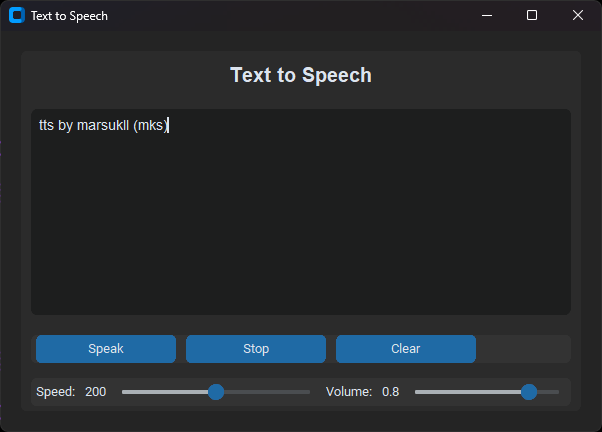 Text to Speech
Text to Speech
tts by marsukll (mks)
Speak Stop Clear
Speed: 200 Volume: 0.8